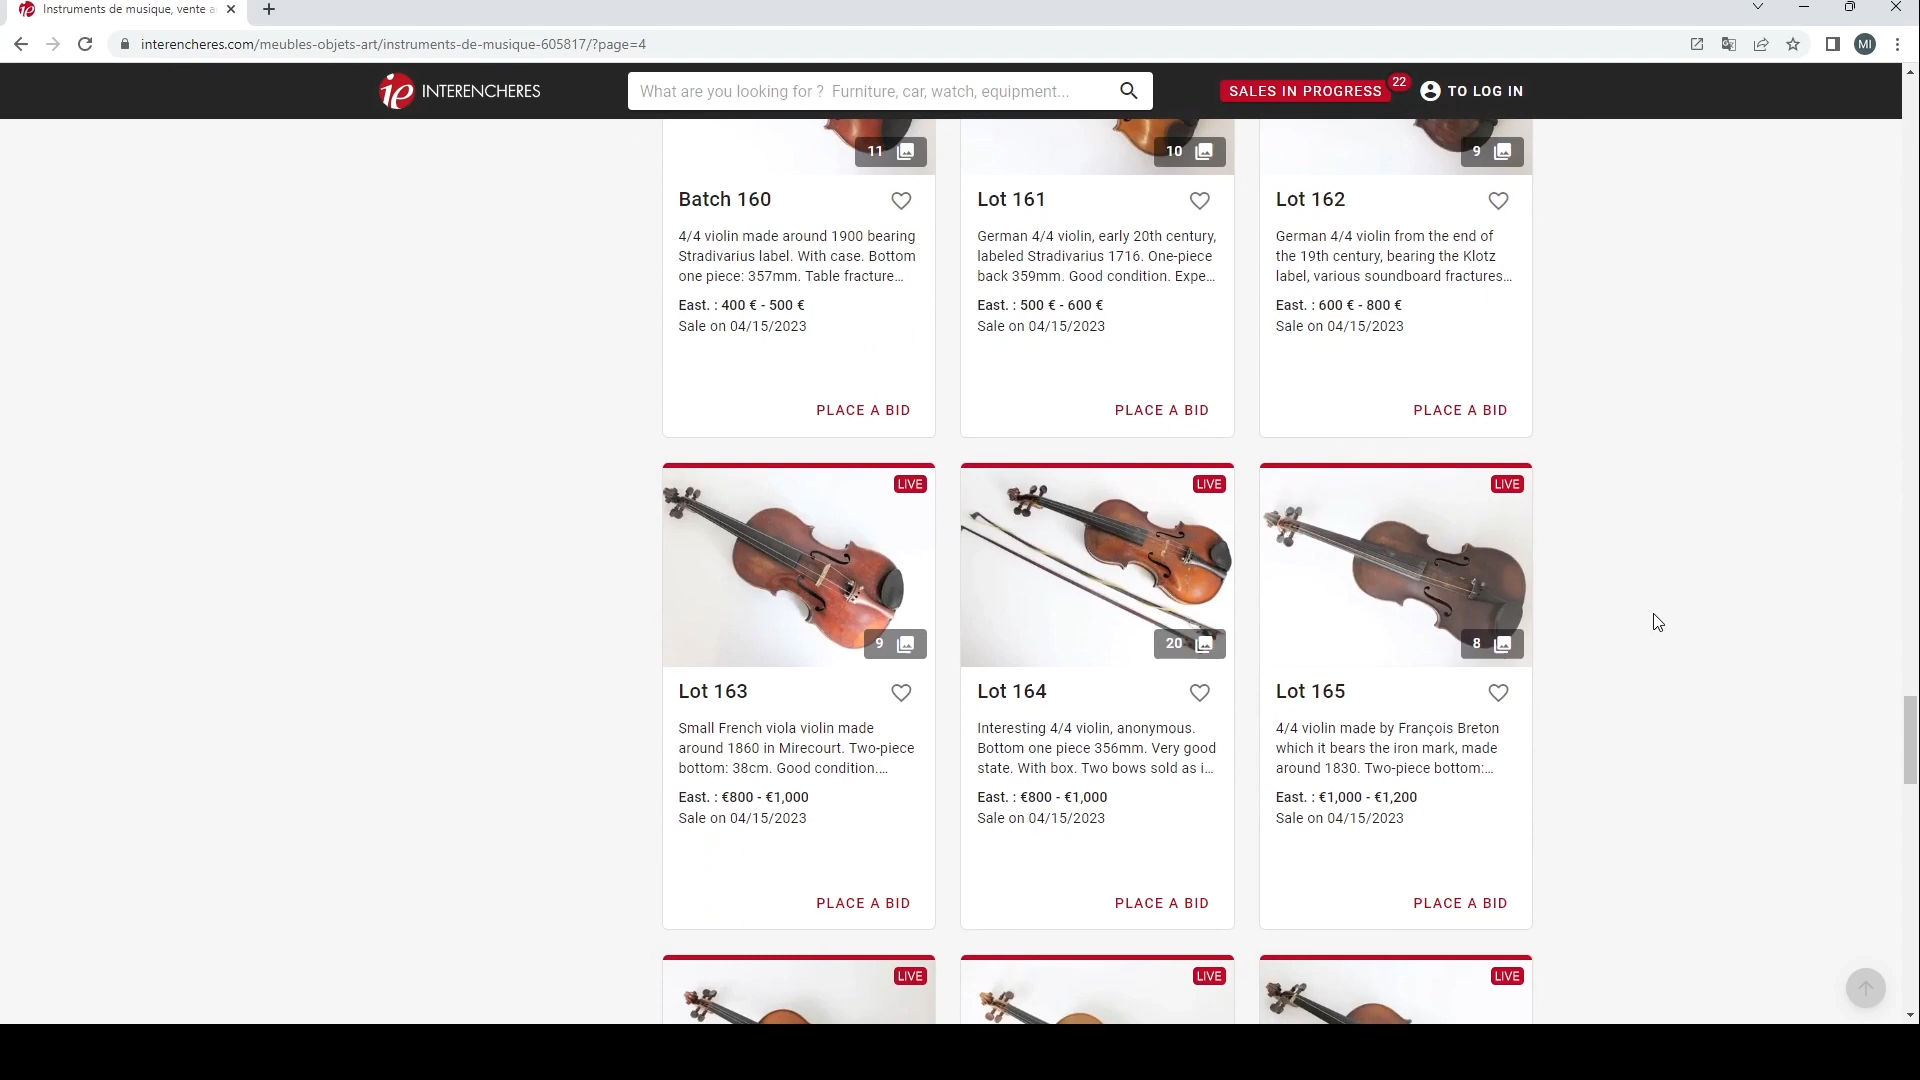 Instruments de musique, vente a
interencheres.com/meubles-objets-art/instruments-de-musique-605817/?page=4
MI
ie INTERENCHERES
What are you looking for ? Furniture, car, watch, equipment...
SALES IN PROGRESS 22
TO LOG IN
11
10
9
Batch 160
4/4 violin made around 1900 bearing
Stradivarius label. With case. Bottom
one piece: 357mm. Table fracture...
East. : 400 € - 500 €
Sale on 04/15/2023
PLACE A BID
Lot 161
German 4/4 violin, early 20th century,
labeled Stradivarius 1716. One-piece
back 359mm. Good condition. Expe...
East. : 500 € - 600 €
Sale on 04/15/2023
PLACE A BID
Lot 162
German 4/4 violin from the end of
the 19th century, bearing the Klotz
label, various soundboard fractures...
East. : 600 € - 800 €
Sale on 04/15/2023
PLACE A BID
LIVE
9
Lot 163
Small French viola violin made
around 1860 in Mirecourt. Two-piece
bottom: 38cm. Good condition....
East. : €800 - €1,000
Sale on 04/15/2023
PLACE A BID
LIVE
20
Lot 164
Interesting 4/4 violin, anonymous.
Bottom one piece 356mm. Very good
state. With box. Two bows sold as i...
East. : €800 - €1,000
Sale on 04/15/2023
PLACE A BID
LIVE
8
Lot 165
4/4 violin made by François Breton
which it bears the iron mark, made
around 1830. Two-piece bottom:...
East. : €1,000 - €1,200
Sale on 04/15/2023
PLACE A BID
LIVE
LIVE
LIVE